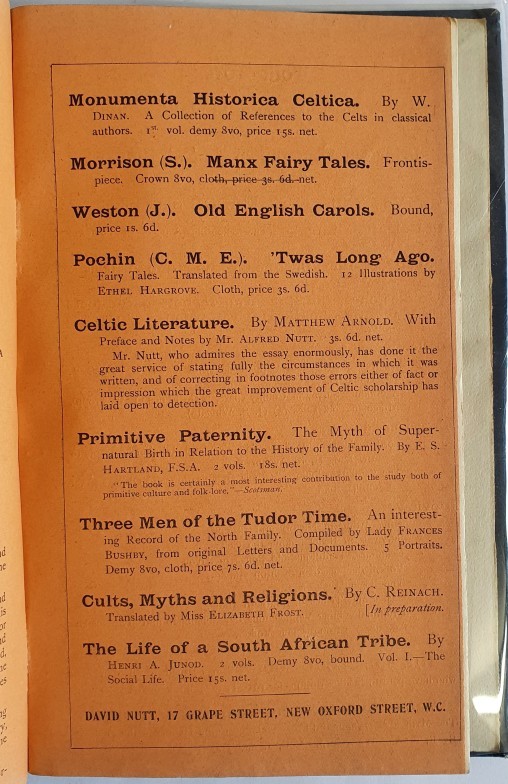 Monumenta Historica Celtica. By W.
DINAN. A Collection of References to the Celts in classical
authors. 1st vol. demy 8vo, price 15s. net.
Morrison (S.). Manx Fairy Tales. Frontis-
piece. Crown 8vo, cloth, price 3s. 6d. net.
Weston (J.). Old English Carols. Bound,
price 1s. 6d.
Pochin (C. M. E.). 'Twas Long Ago.
Fairy Tales. Translated from the Swedish. 12 Illustrations by
ETHEL HARGROVE. Cloth, price 3s. 6d.
Celtic Literature. By MATTHEW ARNOLD. With
Preface and Notes by Mr. ALFRED NUTT. 3s. 6d. net.
Mr. Nutt, who admires the essay enormously, has done it the
great service of stating fully the circumstances in which it was
written, and of correcting in footnotes those errors either of fact or
impression which the great improvement of Celtic scholarship has
laid open to detection.
Primitive Paternity. The Myth of Super-
natural Birth in Relation to the History of the Family. By E. S.
HARTLAND, F.S.A. 2 vols. 18s. net.
"The book is certainly a most interesting contribution to the study both of
primitive culture and folk-lore."—Scotsman.
Three Men of the Tudor Time. An interest-
ing Record of the North Family. Compiled by Lady FRANCES
BUSHBY, from original Letters and Documents. 5 Portraits.
Demy 8vo, cloth, price 7s. 6d. net.
Cults, Myths and Religions. By C. REINACH.
Translated by Miss ELIZABETH FROST. [In preparation.
The Life of a South African Tribe. By
HENRI A. JUNOD. 2 vols. Demy 8vo, bound. Vol. I.—The
Social Life. Price 15s. net.
DAVID NUTT, 17 GRAPE STREET, NEW OXFORD STREET, W.C.